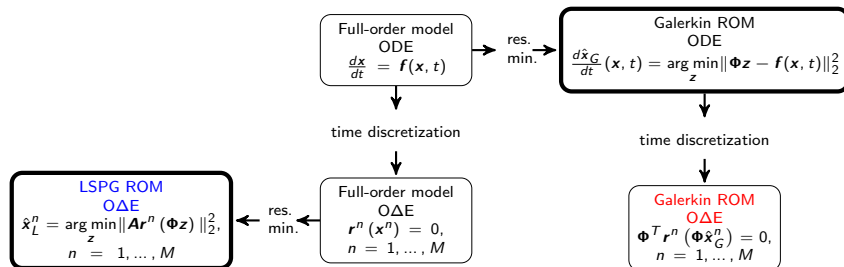 Full-order model
ODE
dx/dt = f(x, t)
res.
min.
Galerkin ROM
ODE
dx̂_G/dt (x, t) = arg min_z ‖Φz − f(x, t)‖₂²
time discretization
time discretization
LSPG ROM
OΔE
x̂_L^n = arg min_z ‖Ar^n (Φz) ‖₂²,
n = 1, ... , M
res.
min.
Full-order model
OΔE
r^n (x^n) = 0,
n = 1, ... , M
Galerkin ROM
OΔE
Φ^T r^n (Φx̂_G^n) = 0,
n = 1, ... , M